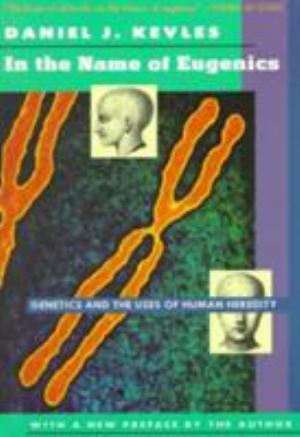 DANIEL J. KEVLES
In the Name of Eugenics
GENETICS AND THE USES OF HUMAN HEREDITY
WITH A NEW PREFACE BY THE AUTHOR